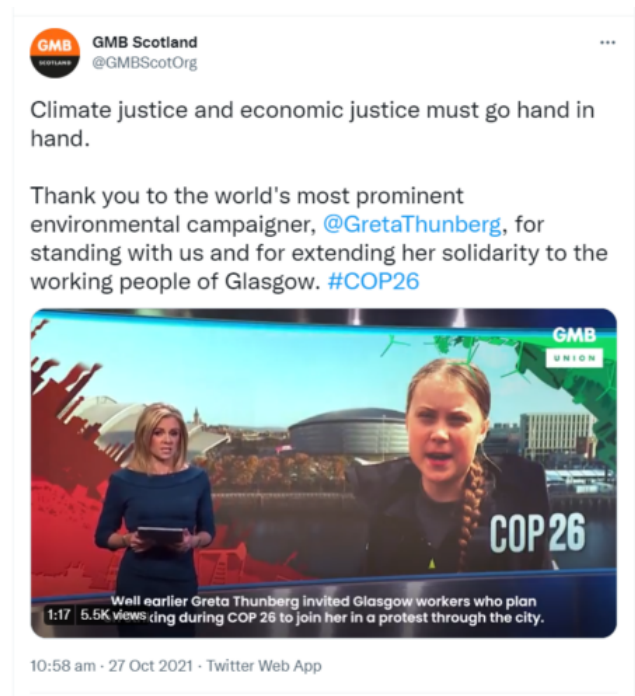 GMB
SCOTLAND
GMB Scotland
@GMBScotOrg
Climate justice and economic justice must go hand in
hand.
Thank you to the world's most prominent
environmental campaigner, @GretaThunberg, for
standing with us and for extending her solidarity to the
working people of Glasgow. #COP26
GMB
UNION
COP26
Well earlier Greta Thunberg invited Glasgow workers who plan
1:17 5.5K views king during COP 26 to join her in a protest through the city.
10:58 am · 27 Oct 2021 · Twitter Web App